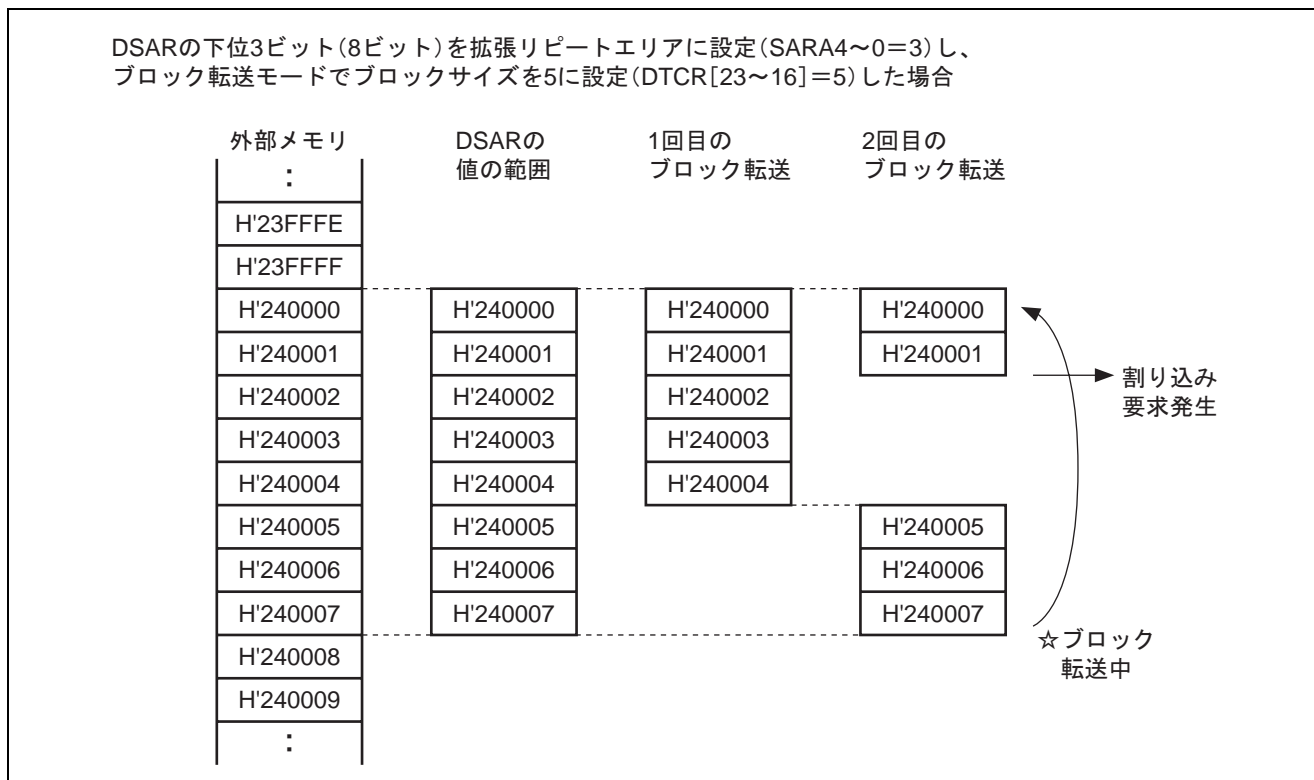 DSARの下位3ビット(8ビット)を拡張リピートエリアに設定(SARA4～0＝3)し、
ブロック転送モードでブロックサイズを5に設定(DTCR[23～16]＝5)した場合
外部メモリ
:
H'23FFFE
H'23FFFF
H'240000
H'240001
H'240002
H'240003
H'240004
H'240005
H'240006
H'240007
H'240008
H'240009
:
DSARの
値の範囲
H'240000
H'240001
H'240002
H'240003
H'240004
H'240005
H'240006
H'240007
1回目の
ブロック転送
H'240000
H'240001
H'240002
H'240003
H'240004
2回目の
ブロック転送
H'240000
H'240001
H'240005
H'240006
H'240007
割り込み
要求発生
☆ブロック
転送中